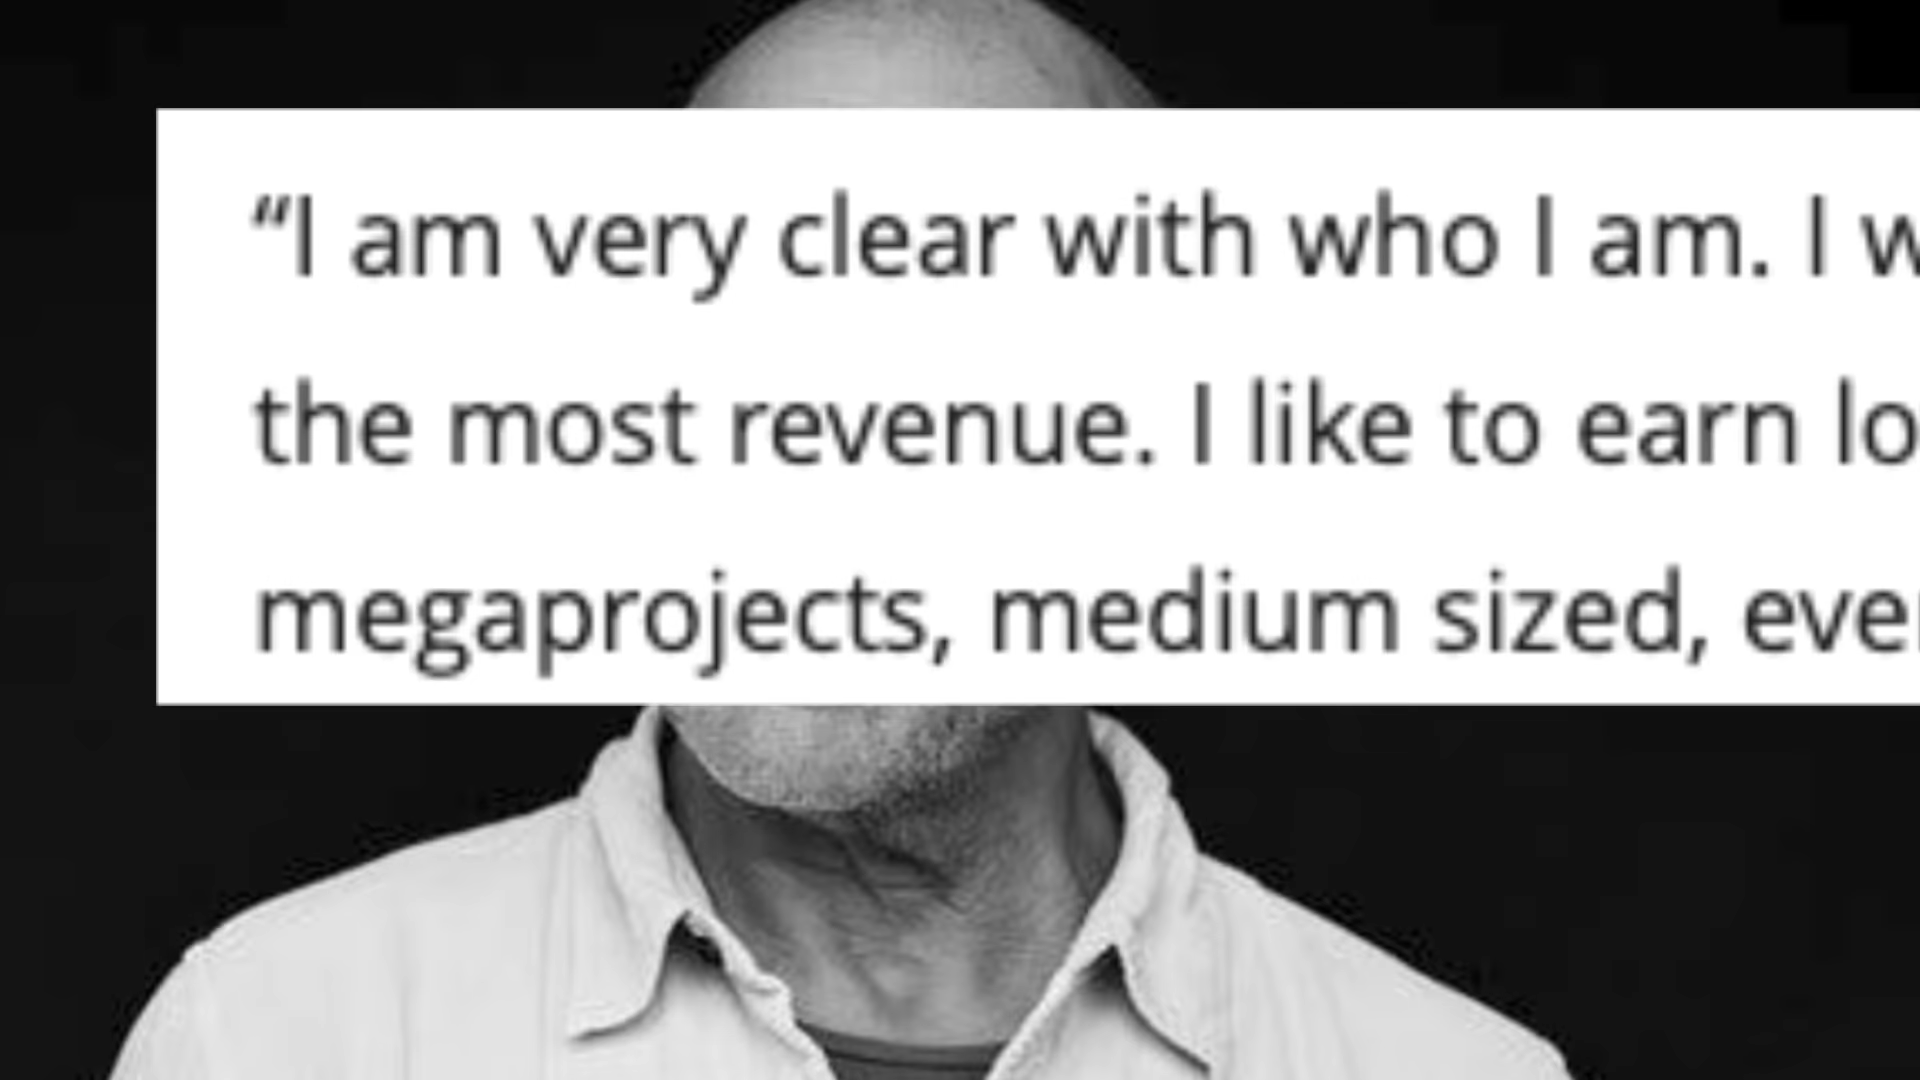 “I am very clear with who I am. I
the most revenue. I like to earn
megaprojects, medium sized,